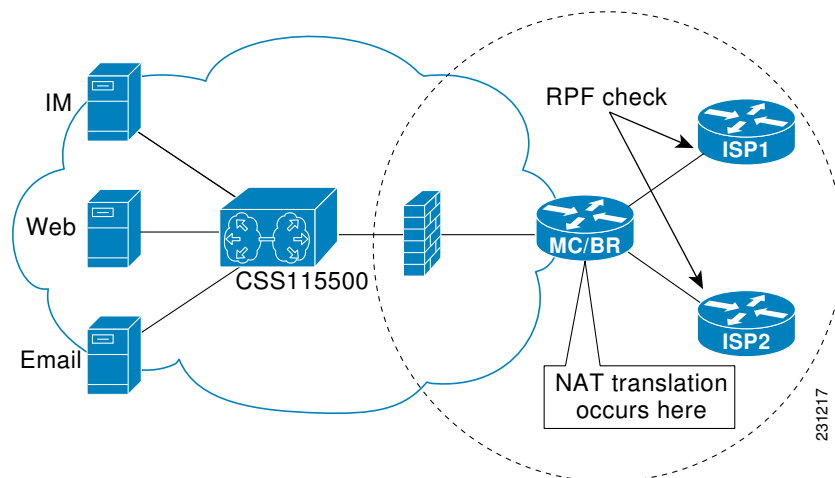 IM
RPF check
ISP1
Web
MC/BR
CSS115500
ISP2
Email
NAT translation
occurs here
231217